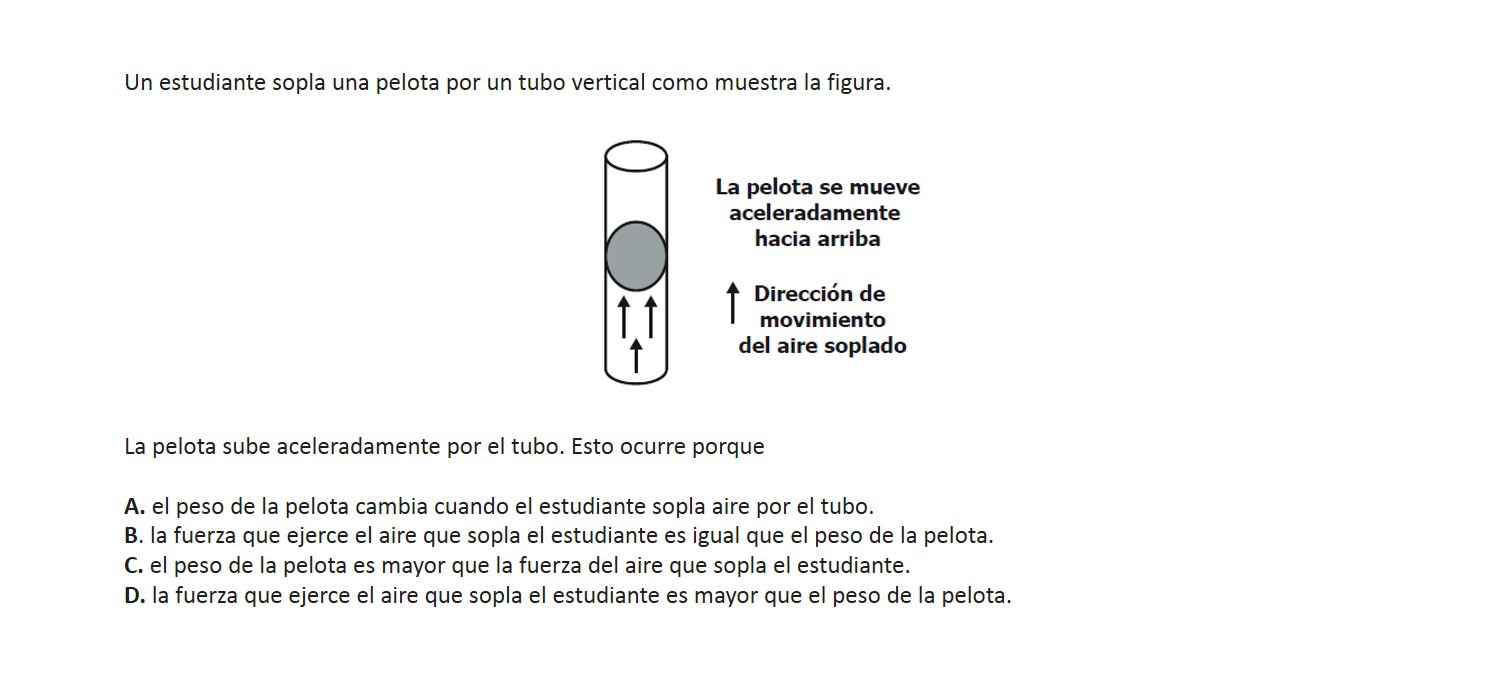 Un estudiante sopla una pelota por un tubo vertical como muestra la figura.
La pelota se mueve
aceleradamente
hacia arriba
Dirección de
movimiento
del aire soplado
La pelota sube aceleradamente por el tubo. Esto ocurre porque
A. el peso de la pelota cambia cuando el estudiante sopla aire por el tubo.
B. la fuerza que ejerce el aire que sopla el estudiante es igual que el peso de la pelota.
C. el peso de la pelota es mayor que la fuerza del aire que sopla el estudiante.
D. la fuerza que ejerce el aire que sopla el estudiante es mayor que el peso de la pelota.